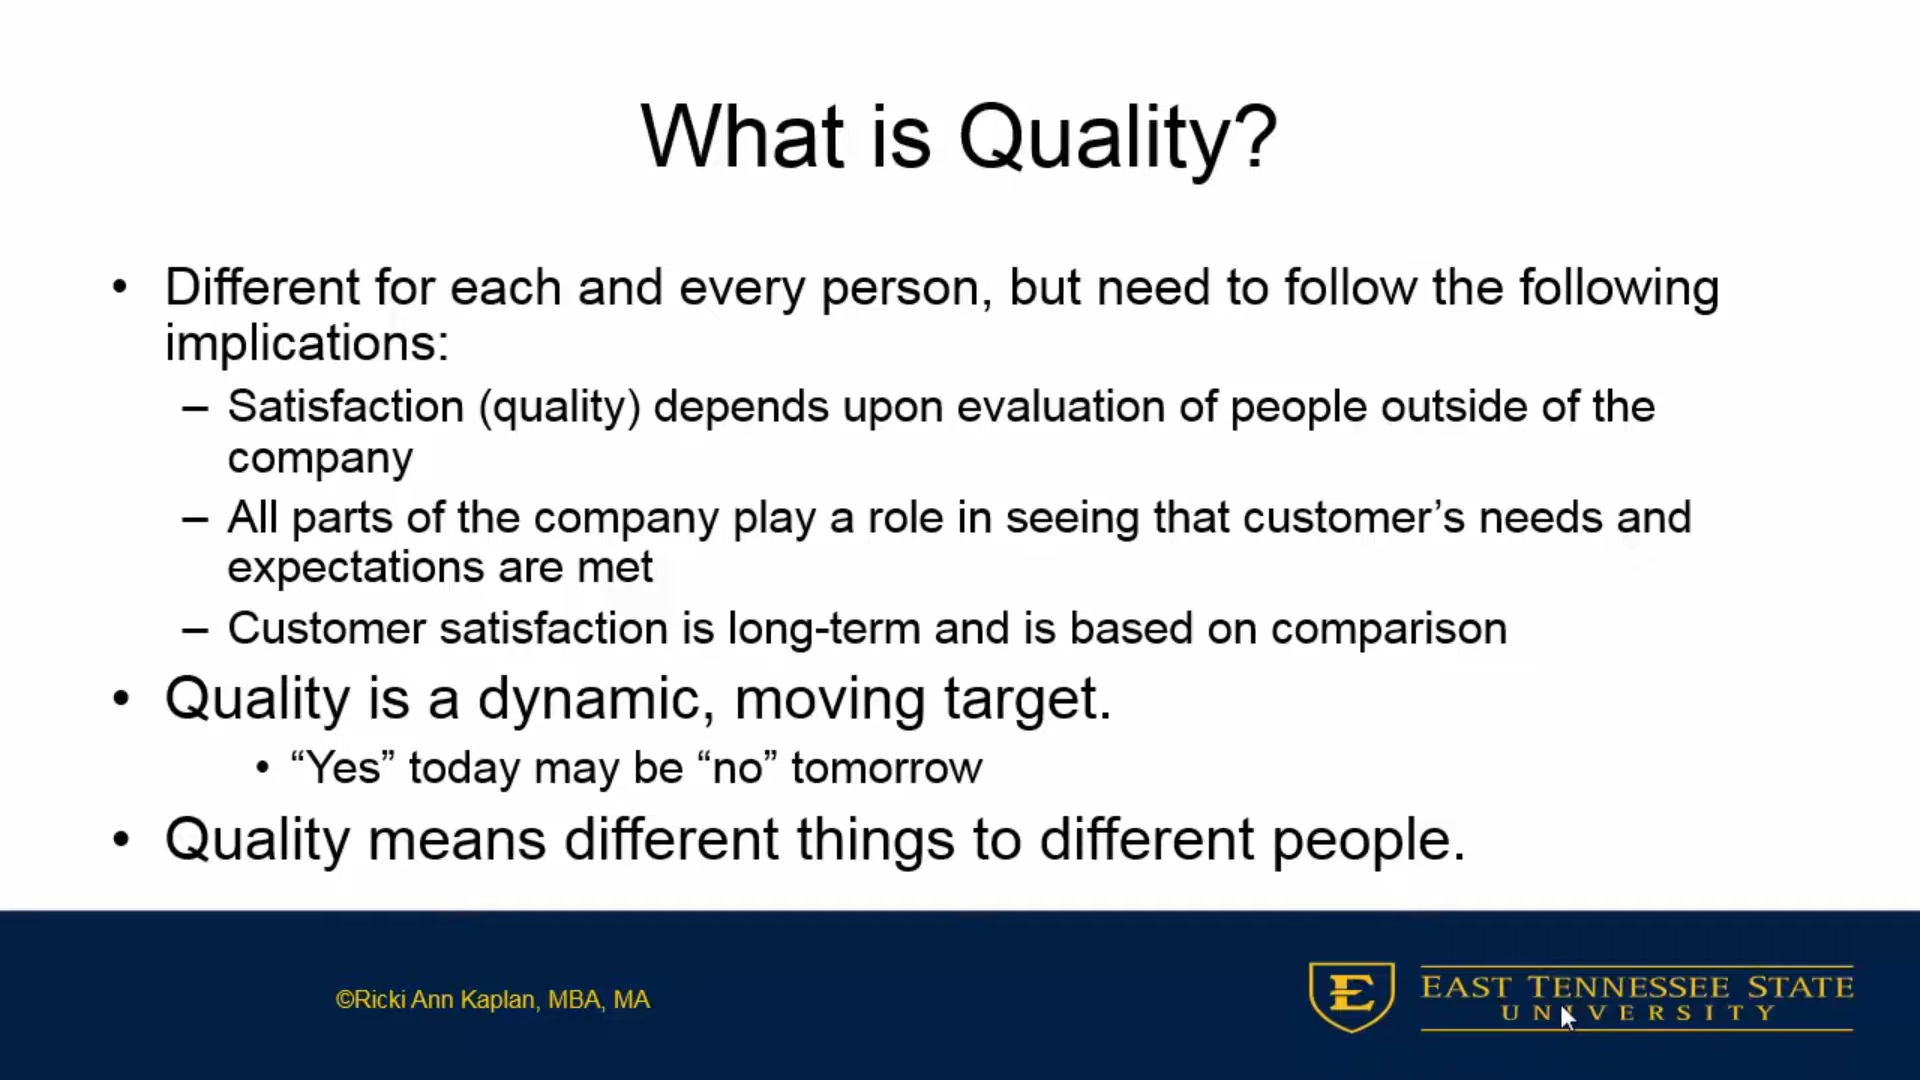 What is Quality?
• Different for each and every person, but need to follow the following
implications:
– Satisfaction (quality) depends upon evaluation of people outside of the
company
– All parts of the company play a role in seeing that customer’s needs and
expectations are met
– Customer satisfaction is long-term and is based on comparison
• Quality is a dynamic, moving target.
• “Yes” today may be “no” tomorrow
• Quality means different things to different people.
©Ricki Ann Kaplan, MBA, MA
E
EAST TENNESSEE STATE
UNIVERSITY